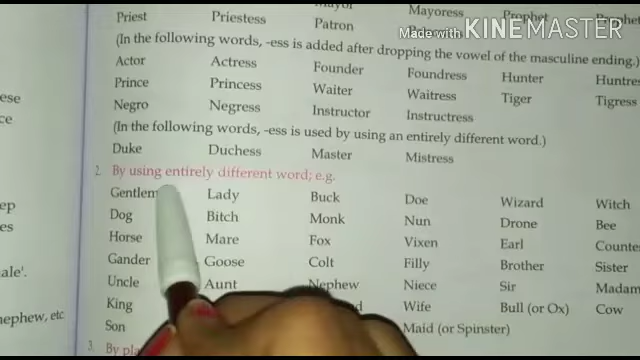 Mayoress Prophet
Priest Priestess Patron
Made with KINEMASTER
(In the following words, -ess is added after dropping the vowel of the masculine ending.)
Actor Actress Founder Foundress Hunter
Prince Princess Waiter Waitress Tiger Tigress
Negro Negress Instructor Instructress
(In the following words, -ess is used by using an entirely different word.)
Duke Duchess Master Mistress
2. By using entirely different word; e.g.
Lady Buck Doe Wizard Witch
Dog Bitch Monk Nun Drone Bee
Horse Mare Fox Vixen Earl
Gander Goose Colt Filly Brother Sister
Uncle Aunt Nephew Niece Sir Madam
King Wife Bull (or Ox) Cow
Son Maid (or Spinster)
3. By
ale'.
nephew, etc